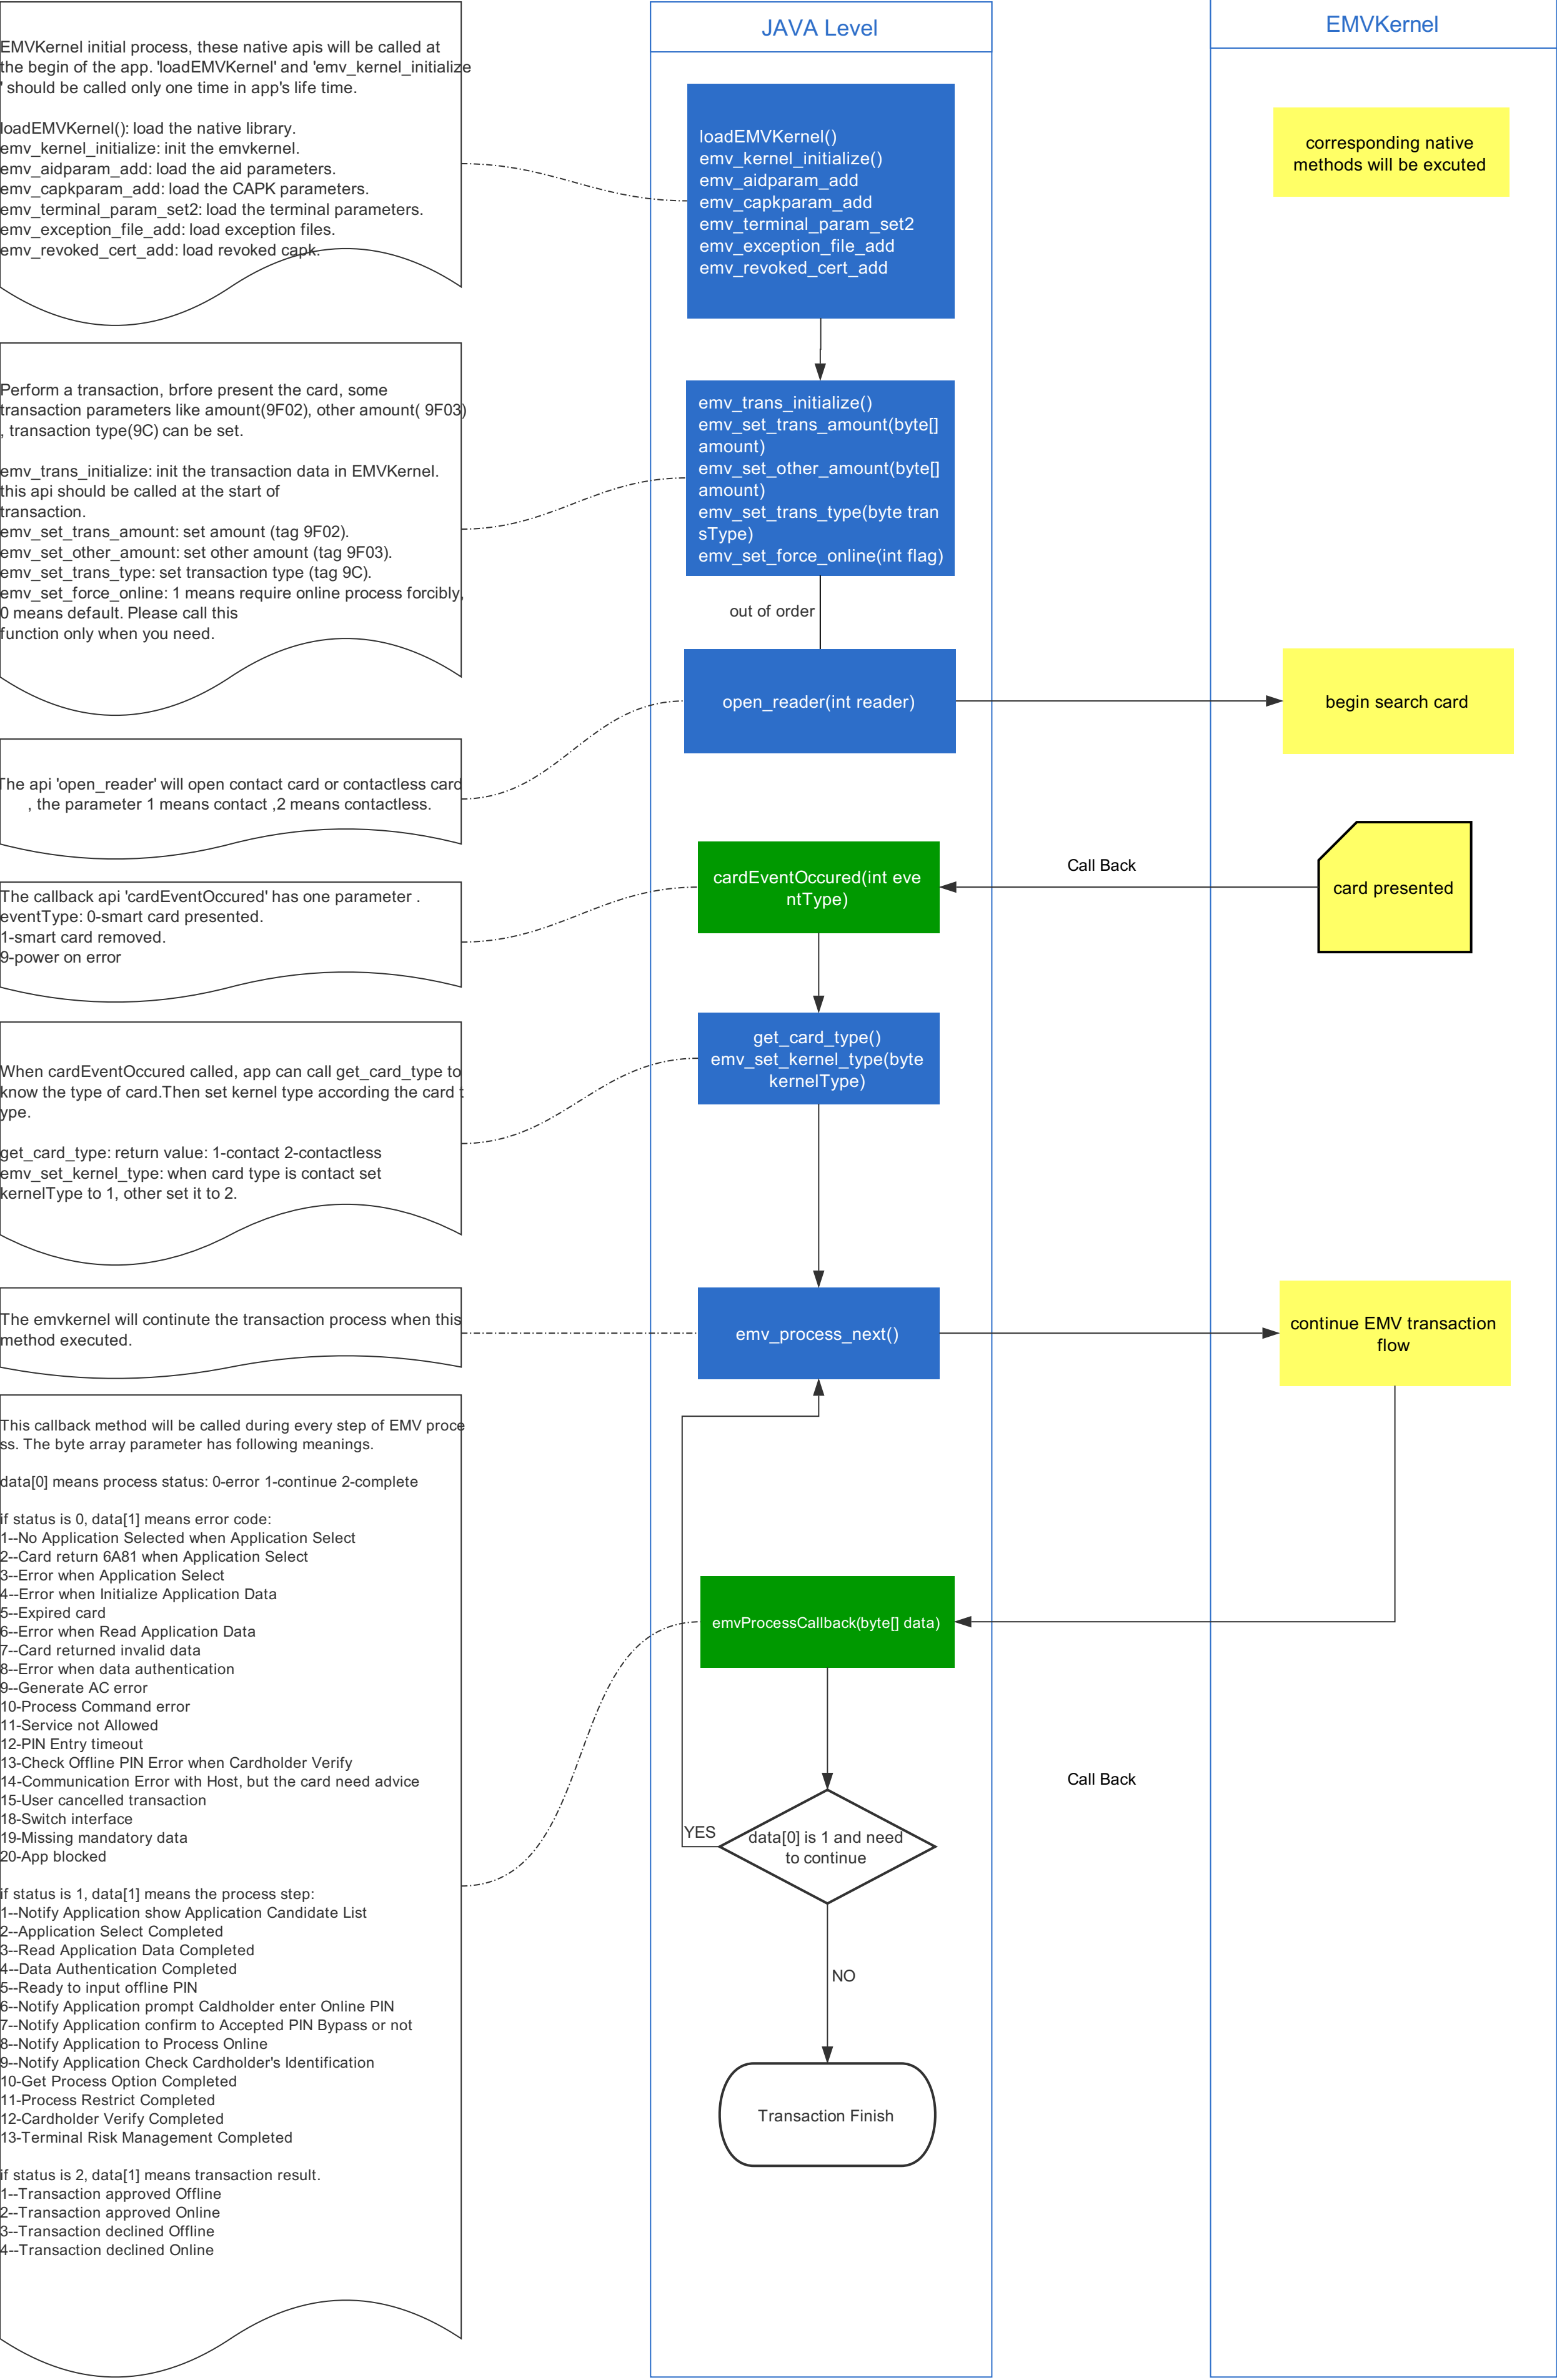 JAVA Level
EMVKernel
EMVKernel initial process, these native apis will be called at
the begin of the app. 'loadEMVKernel' and 'emv_kernel_initialize
' should be called only one time in app's life time.
loadEMVKernel(): load the native library.
emv_kernel_initialize: init the emvkernel.
emv_aidparam_add: load the aid parameters.
emv_capkparam_add: load the CAPK parameters.
emv_terminal_param_set2: load the terminal parameters.
emv_exception_file_add: load exception files.
emv_revoked_cert_add: load revoked capk.
loadEMVKernel()
emv_kernel_initialize()
emv_aidparam_add
emv_capkparam_add
emv_terminal_param_set2
emv_exception_file_add
emv_revoked_cert_add
corresponding native
methods will be excuted
Perform a transaction, brfore present the card, some
transaction parameters like amount(9F02), other amount( 9F03)
, transaction type(9C) can be set.
emv_trans_initialize: init the transaction data in EMVKernel.
this api should be called at the start of
transaction.
emv_set_trans_amount: set amount (tag 9F02).
emv_set_other_amount: set other amount (tag 9F03).
emv_set_trans_type: set transaction type (tag 9C).
emv_set_force_online: 1 means require online process forcibly,
0 means default. Please call this
function only when you need.
emv_trans_initialize()
emv_set_trans_amount(byte[]
amount)
emv_set_other_amount(byte[]
amount)
emv_set_trans_type(byte tran
sType)
emv_set_force_online(int flag)
out of order
open_reader(int reader)
begin search card
The api 'open_reader' will open contact card or contactless card
, the parameter 1 means contact ,2 means contactless.
The callback api 'cardEventOccured' has one parameter .
eventType: 0-smart card presented.
1-smart card removed.
9-power on error
cardEventOccured(int eve
ntType)
Call Back
card presented
When cardEventOccured called, app can call get_card_type to
know the type of card.Then set kernel type according the card t
ype.
get_card_type: return value: 1-contact 2-contactless
emv_set_kernel_type: when card type is contact set
kernelType to 1, other set it to 2.
get_card_type()
emv_set_kernel_type(byte
kernelType)
The emvkernel will continute the transaction process when this
method executed.
emv_process_next()
continue EMV transaction
flow
This callback method will be called during every step of EMV proce
ss. The byte array parameter has following meanings.
data[0] means process status: 0-error 1-continue 2-complete
if status is 0, data[1] means error code:
1--No Application Selected when Application Select
2--Card return 6A81 when Application Select
3--Error when Application Select
4--Error when Initialize Application Data
5--Expired card
6--Error when Read Application Data
7--Card returned invalid data
8--Error when data authentication
9--Generate AC error
10-Process Command error
11-Service not Allowed
12-PIN Entry timeout
13-Check Offline PIN Error when Cardholder Verify
14-Communication Error with Host, but the card need advice
15-User cancelled transaction
18-Switch interface
19-Missing mandatory data
20-App blocked
if status is 1, data[1] means the process step:
1--Notify Application show Application Candidate List
2--Application Select Completed
3--Read Application Data Completed
4--Data Authentication Completed
5--Ready to input offline PIN
6--Notify Application prompt Caldholder enter Online PIN
7--Notify Application confirm to Accepted PIN Bypass or not
8--Notify Application to Process Online
9--Notify Application Check Cardholder's Identification
10-Get Process Option Completed
11-Process Restrict Completed
12-Cardholder Verify Completed
13-Terminal Risk Management Completed
if status is 2, data[1] means transaction result.
1--Transaction approved Offline
2--Transaction approved Online
3--Transaction declined Offline
4--Transaction declined Online
emvProcessCallback(byte[] data)
Call Back
YES
data[0] is 1 and need
to continue
NO
Transaction Finish